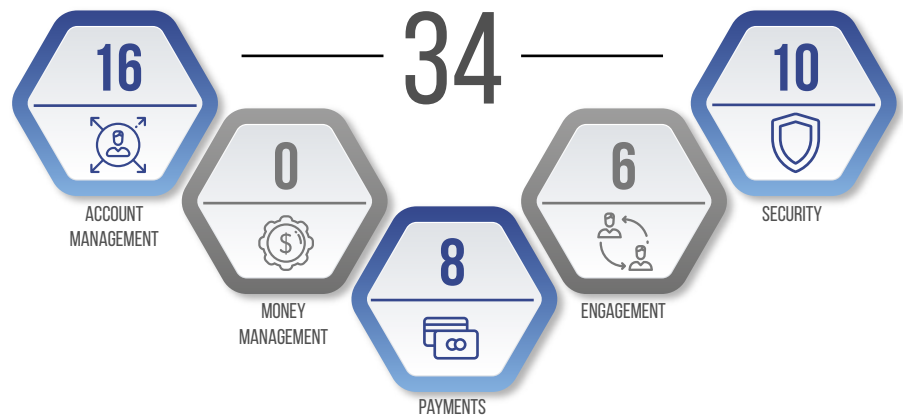 34
16
ACCOUNT
MANAGEMENT
0
$
MONEY
MANAGEMENT
8
PAYMENTS
6
ENGAGEMENT
10
SECURITY